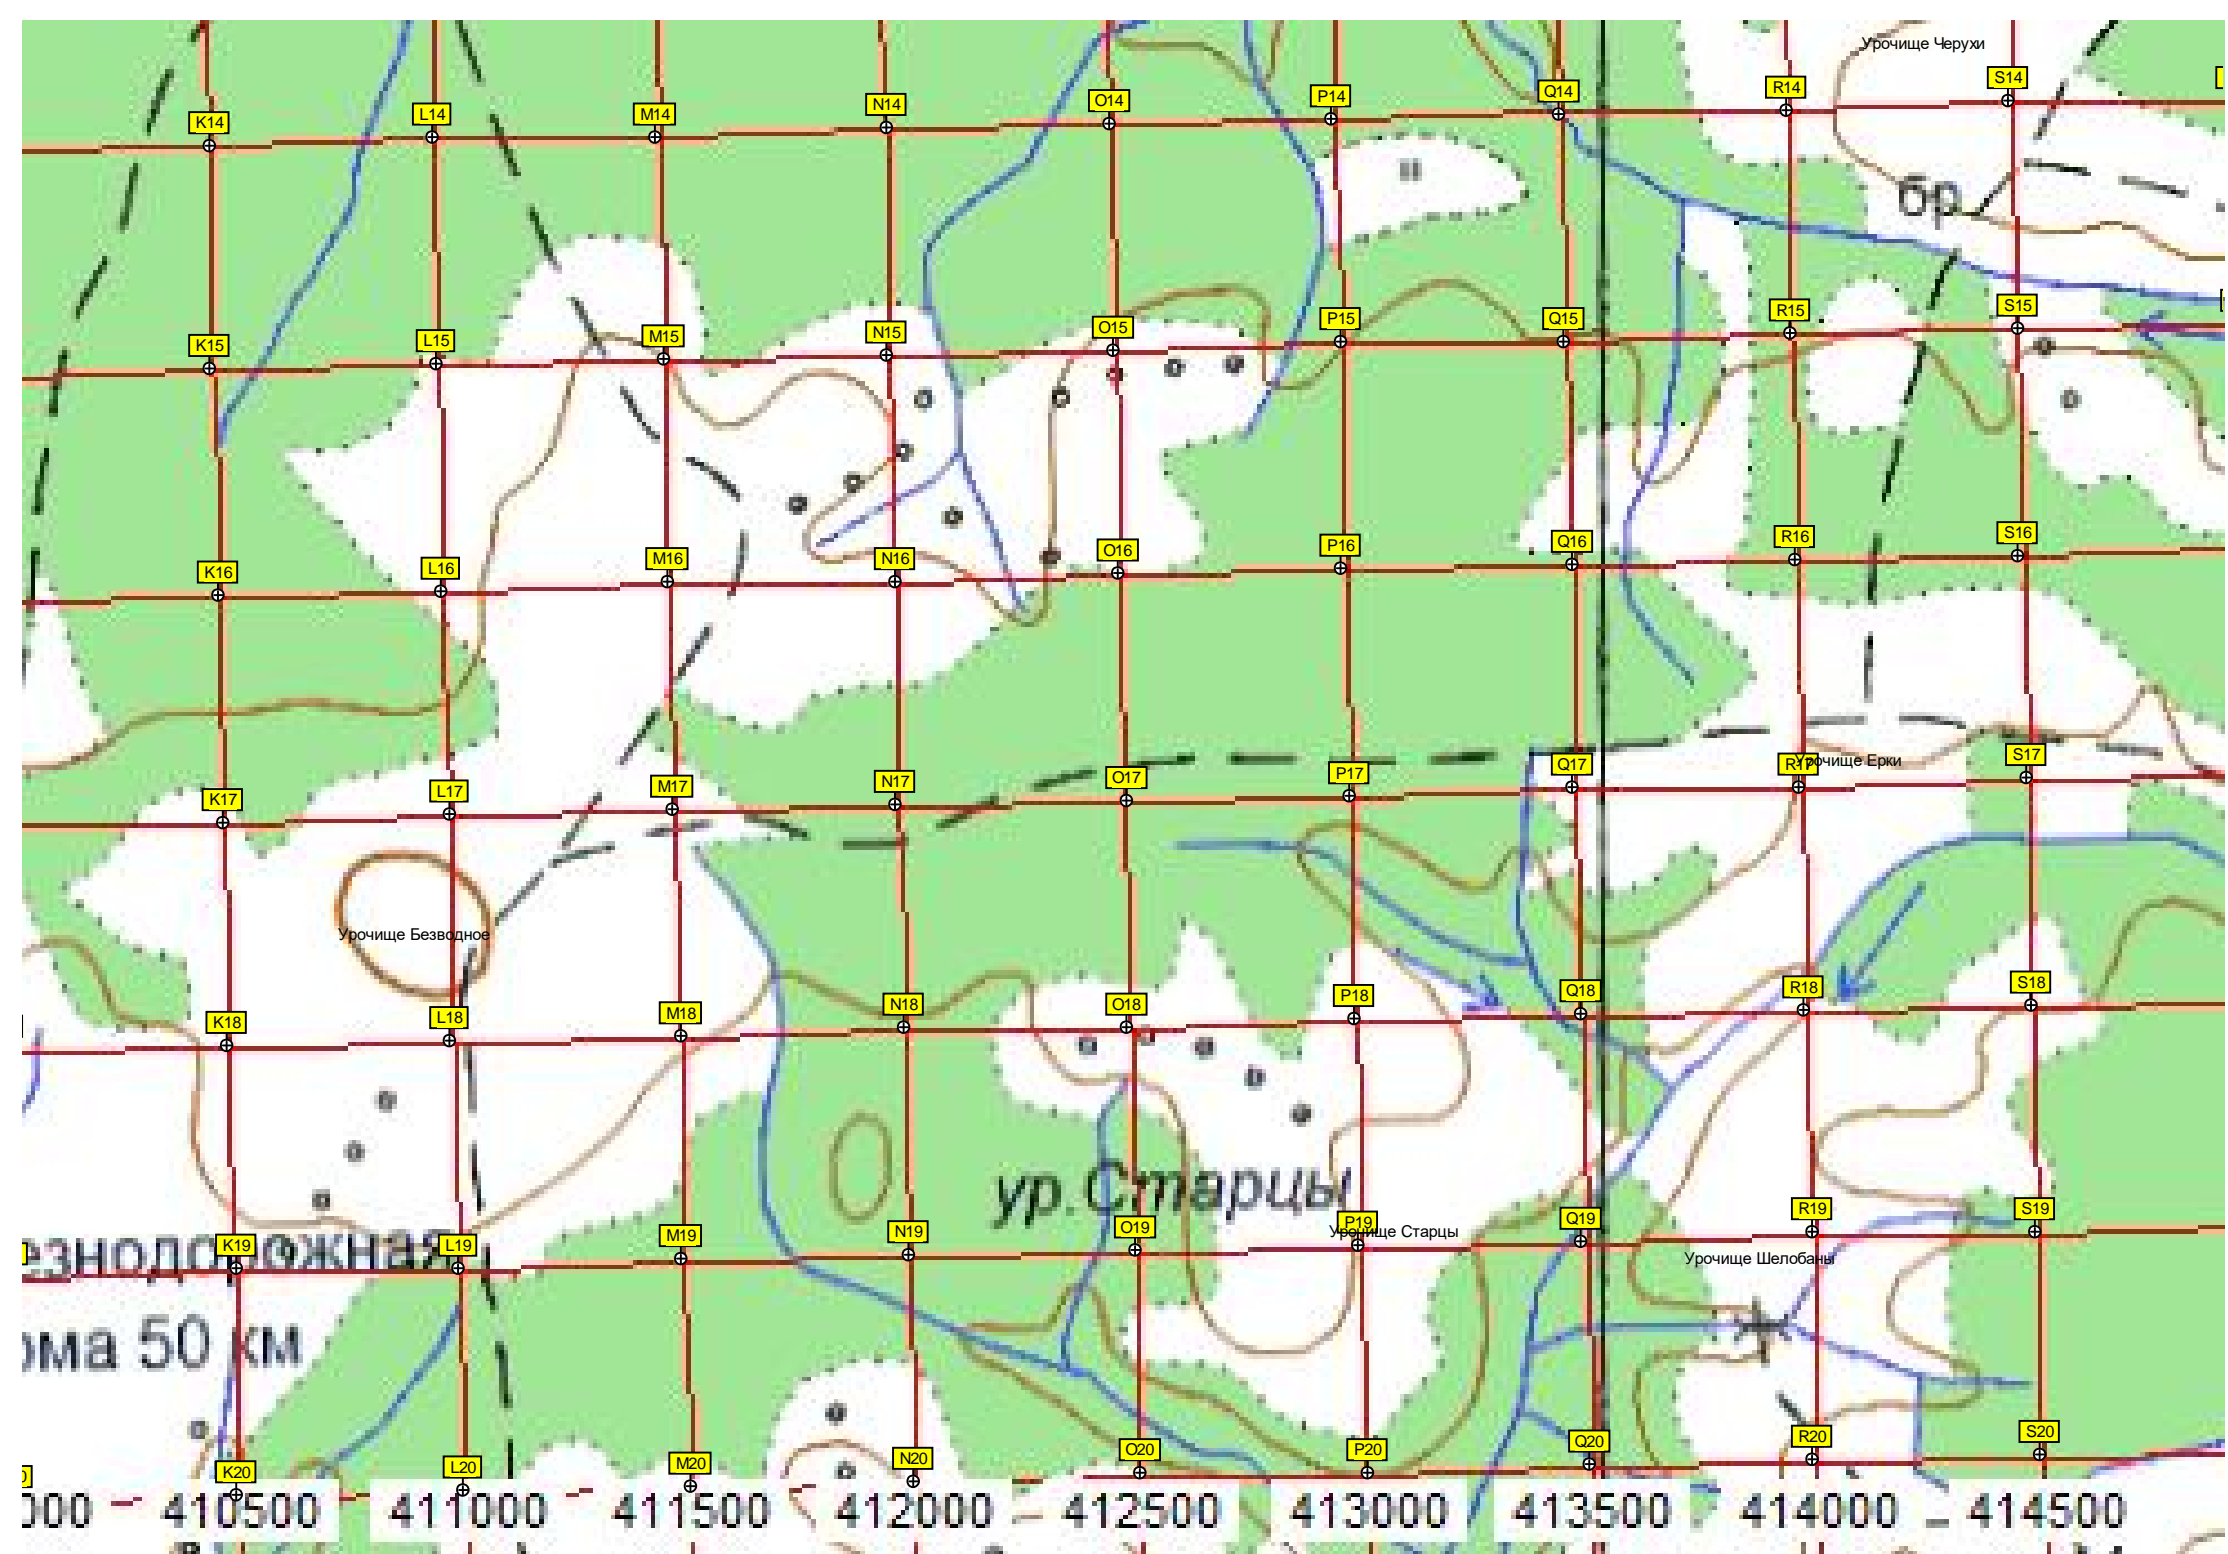 Урочище Черухи
K14 L14 M14 N14 O14 P14 Q14 R14 S14
бр
K15 L15 M15 N15 O15 P15 Q15 R15 S15
K16 L16 M16 N16 O16 P16 Q16 R16 S16
K17 L17 M17 N17 O17 P17 Q17 R17 S17
Урочище Ерки
Урочище Безводное
K18 L18 M18 N18 O18 P18 Q18 R18 S18
ур. Старцы
K19 L19 M19 N19 O19 P19 Q19 R19 S19
Урочище Старцы
езнодорожная
Урочище Шелобаны
ома 50 км
K20 L20 M20 N20 O20 P20 Q20 R20 S20
000 410500 411000 411500 412000 412500 413000 413500 414000 414500